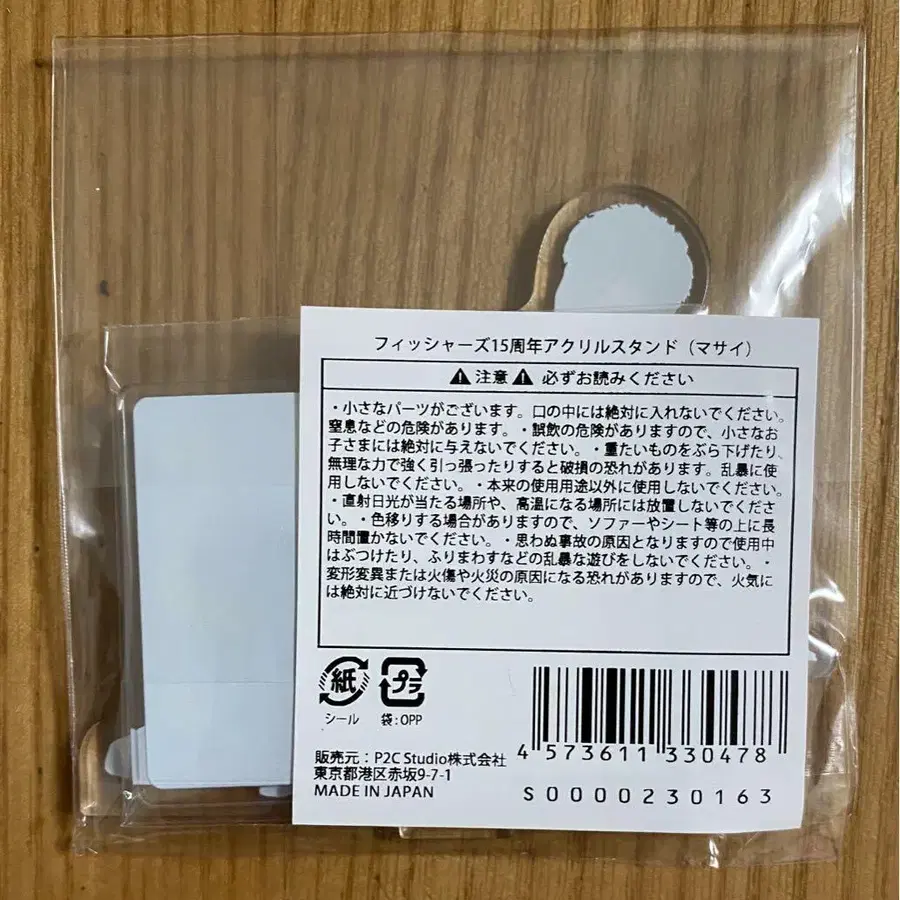 フィッシャーズ15周年アクリルスタンド（マサイ）
⚠注意⚠ 必ずお読みください
・小さなパーツがございます。口の中には絶対に入れないでください。
窒息などの危険があります。・誤飲の危険がありますので、小さなお
子さまには絶対に与えないでください。・重たいものをぶら下げたり、
無理な力で強く引っ張ったりすると破損の恐れがあります。乱暴に使
用しないでください。・本来の使用用途以外に使用しないでください。
・直射日光が当たる場所や、高温になる場所には放置しないでくださ
い。・色移りする場合がありますので、ソファーやシート等の上に長
時間置かないでください。・思わぬ事故の原因となりますので使用中
はぶつけたり、ふりまわすなどの乱暴な遊びをしないでください。・
変形変異または火傷や火災の原因になる恐れがありますので、火気に
は絶対に近づけないでください。
紙 プラ
シール 袋:OPP
4 573611 330478
S0000230163
販売元：P2C Studio株式会社
東京都港区赤坂9-7-1
MADE IN JAPAN